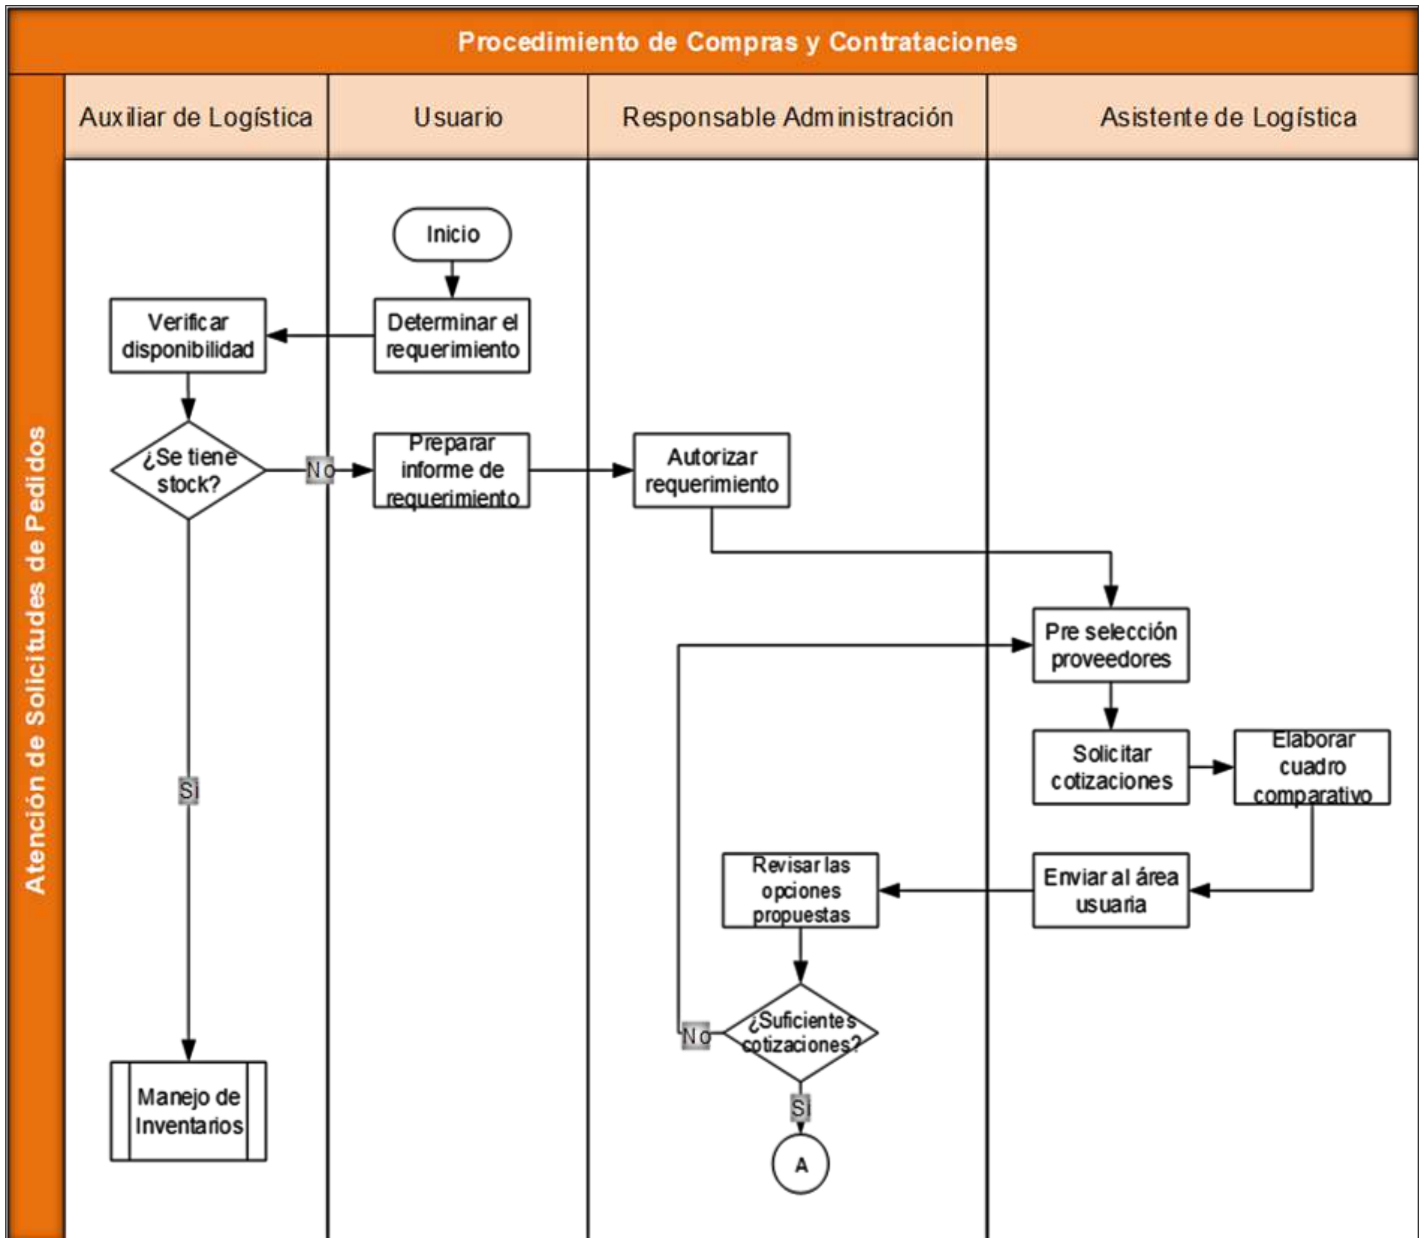 Procedimiento de Compras y Contrataciones
Atención de Solicitudes de Pedidos
Auxiliar de Logística
Usuario
Responsable Administración
Asistente de Logística
Inicio
Verificar
disponibilidad
Determinar el
requerimiento
¿Se tiene
stock?
No
Preparar
informe de
requerimiento
Autorizar
requerimiento
Pre selección
proveedores
Solicitar
cotizaciones
Elaborar
cuadro
comparativo
Si
Revisar las
opciones
propuestas
Enviar al área
usuaria
¿Suficientes
cotizaciones?
No
Si
A
Manejo de
Inventarios